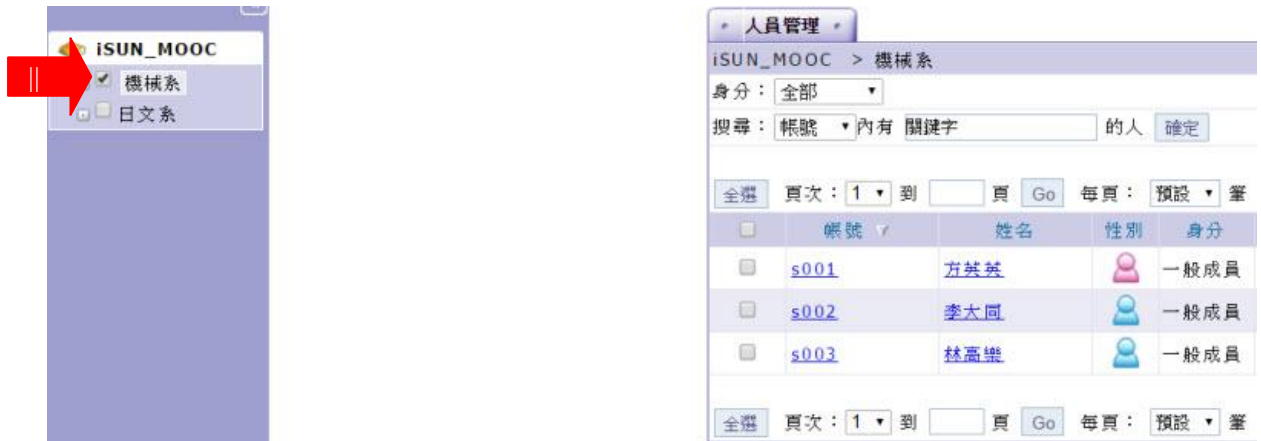 iSUN_MOOC
機械系
日文系
人員管理
iSUN_MOOC > 機械系
身分： 全部
搜尋： 帳號 內有 關鍵字 的人 確定
全選 頁次： 1 到 頁 Go 每頁： 預設 筆
帳號 姓名 性別 身分
s001 方英英 一般成員
s002 李大同 一般成員
s003 林高樂 一般成員
全選 頁次： 1 到 頁 Go 每頁： 預設 筆